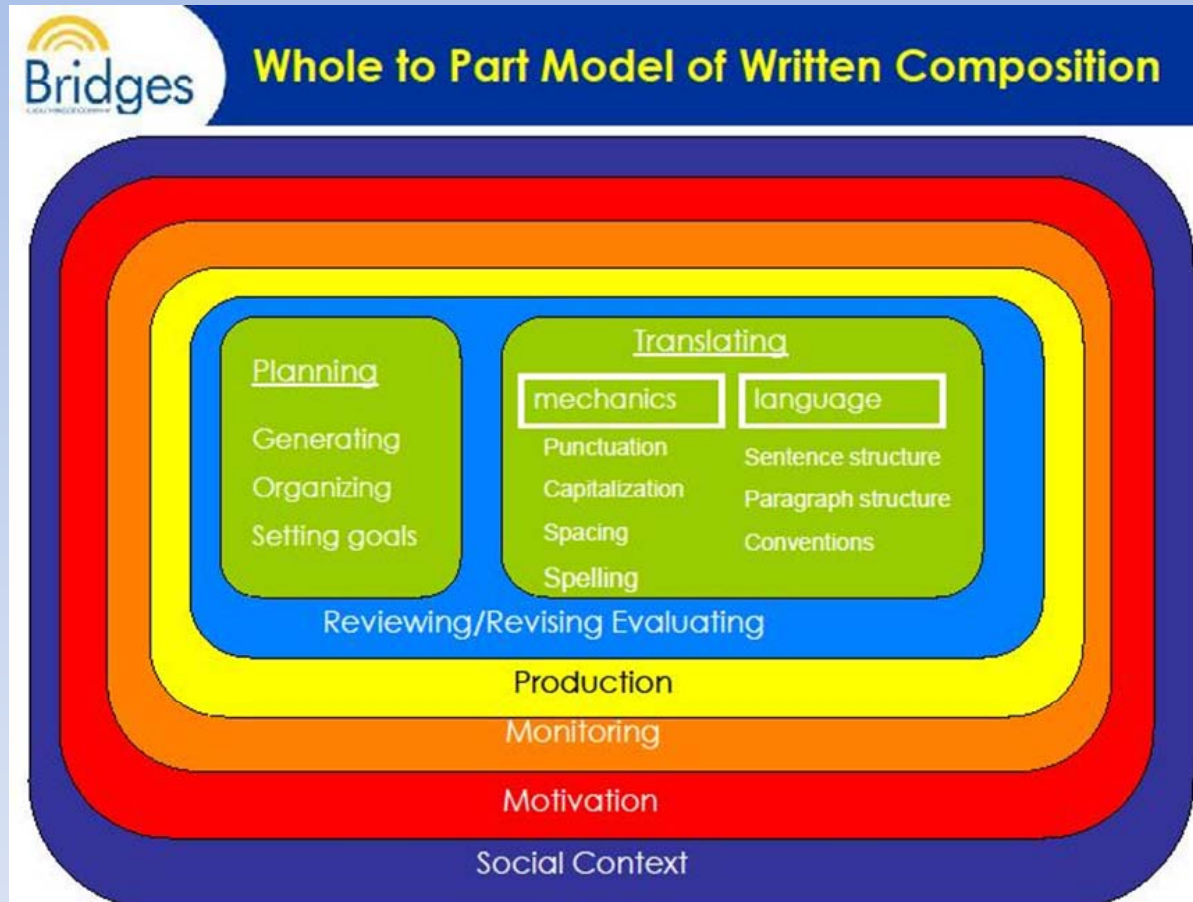 Bridges
Whole to Part Model of Written Composition
Planning
Generating
Organizing
Setting goals
Translating
mechanics
language
Punctuation
Capitalization
Spacing
Spelling
Sentence structure
Paragraph structure
Conventions
Reviewing/Revising Evaluating
Production
Monitoring
Motivation
Social Context